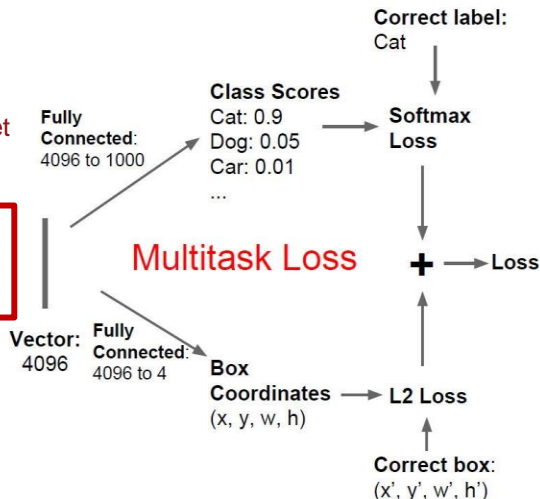 Correct label:
Cat
Class Scores
Cat: 0.9
Dog: 0.05
Car: 0.01
...
Fully
Connected:
4096 to 1000
Softmax
Loss
Multitask Loss
+
Loss
Vector:
4096
Fully
Connected:
4096 to 4
Box
Coordinates
(x, y, w, h)
L2 Loss
Correct box:
(x', y', w', h')